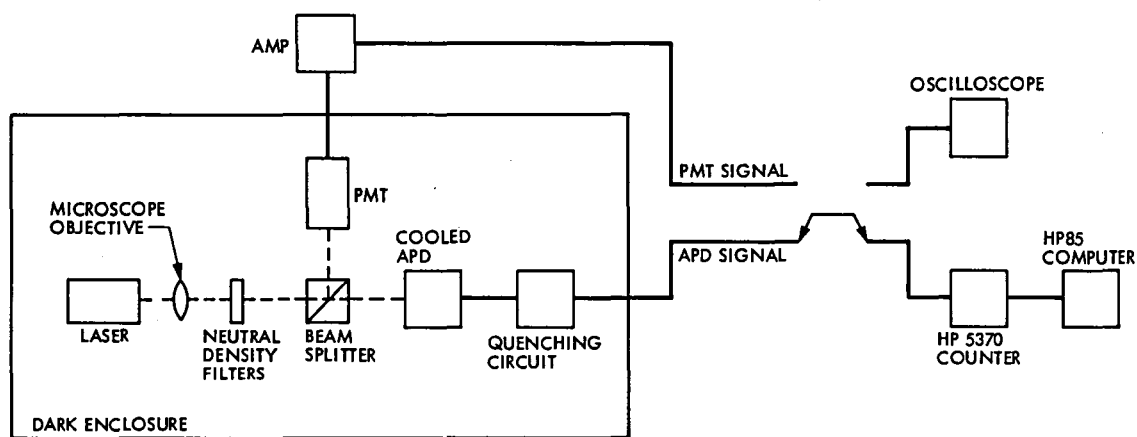 AMP
OSCILLOSCOPE
PMT
PMT SIGNAL
MICROSCOPE
OBJECTIVE
COOLED
APD
APD SIGNAL
HP85
COMPUTER
LASER
NEUTRAL
DENSITY
FILTERS
BEAM
SPLITTER
QUENCHING
CIRCUIT
HP 5370
COUNTER
DARK ENCLOSURE